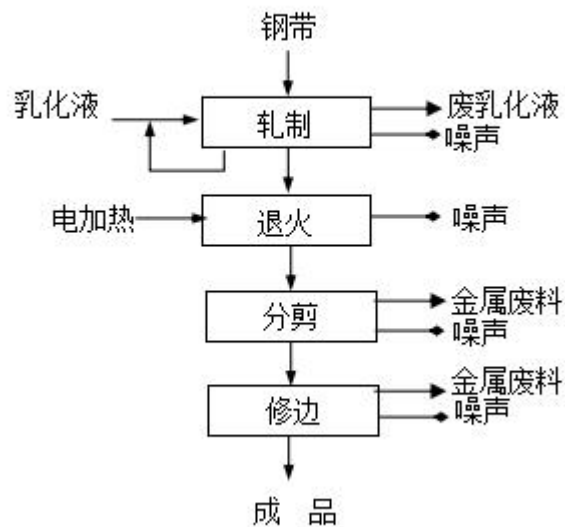 钢带
乳化液
轧制
废乳化液
噪声
电加热
退火
噪声
分剪
金属废料
噪声
修边
金属废料
噪声
成 品